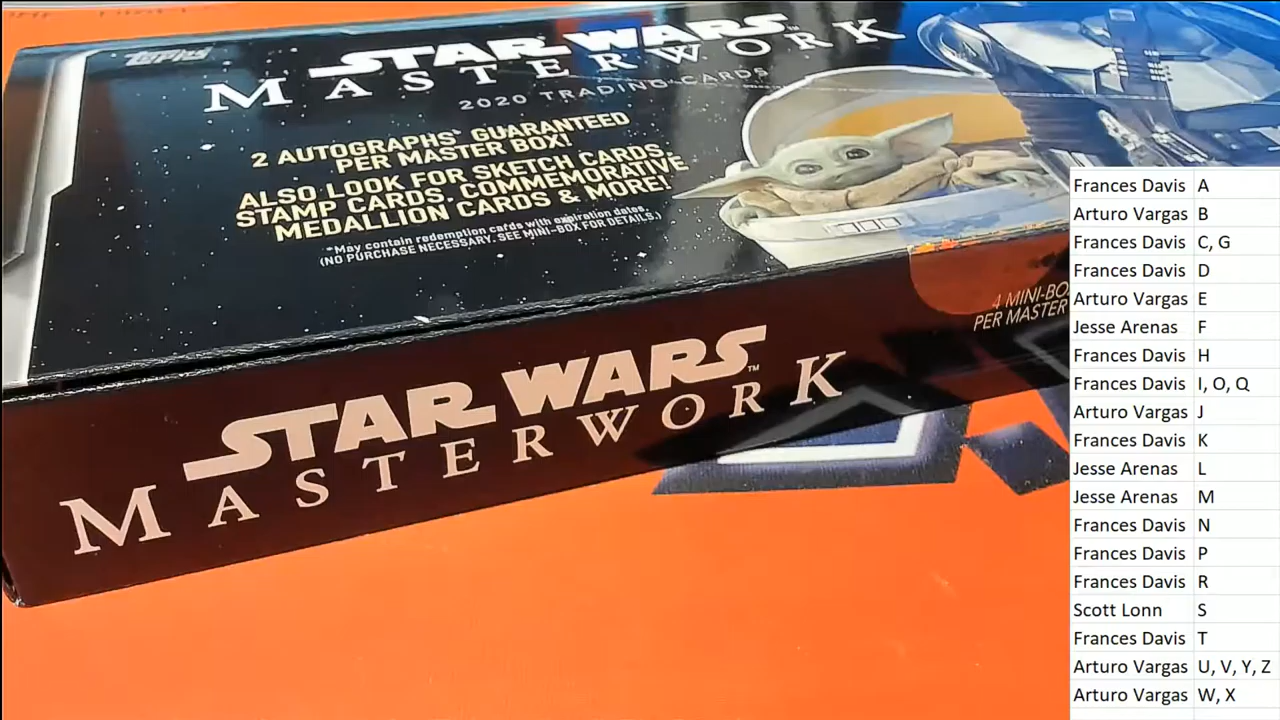 Topps
STAR WARS
MASTERWORK
2020 TRADING CARDS
2 AUTOGRAPHS* GUARANTEED
PER MASTER BOX!
ALSO LOOK FOR SKETCH CARDS,
STAMP CARDS, COMMEMORATIVE
MEDALLION CARDS & MORE!
*May contain redemption cards with expiration dates.
(NO PURCHASE NECESSARY. SEE MINI-BOX FOR DETAILS.)
4 MINI-BO
PER MASTER
STAR WARS
TM
MASTERWORK
Frances Davis A
Arturo Vargas B
Frances Davis C, G
Frances Davis D
Arturo Vargas E
Jesse Arenas F
Frances Davis H
Frances Davis I, O, Q
Arturo Vargas J
Frances Davis K
Jesse Arenas L
Jesse Arenas M
Frances Davis N
Frances Davis P
Frances Davis R
Scott Lonn S
Frances Davis T
Arturo Vargas U, V, Y, Z
Arturo Vargas W, X